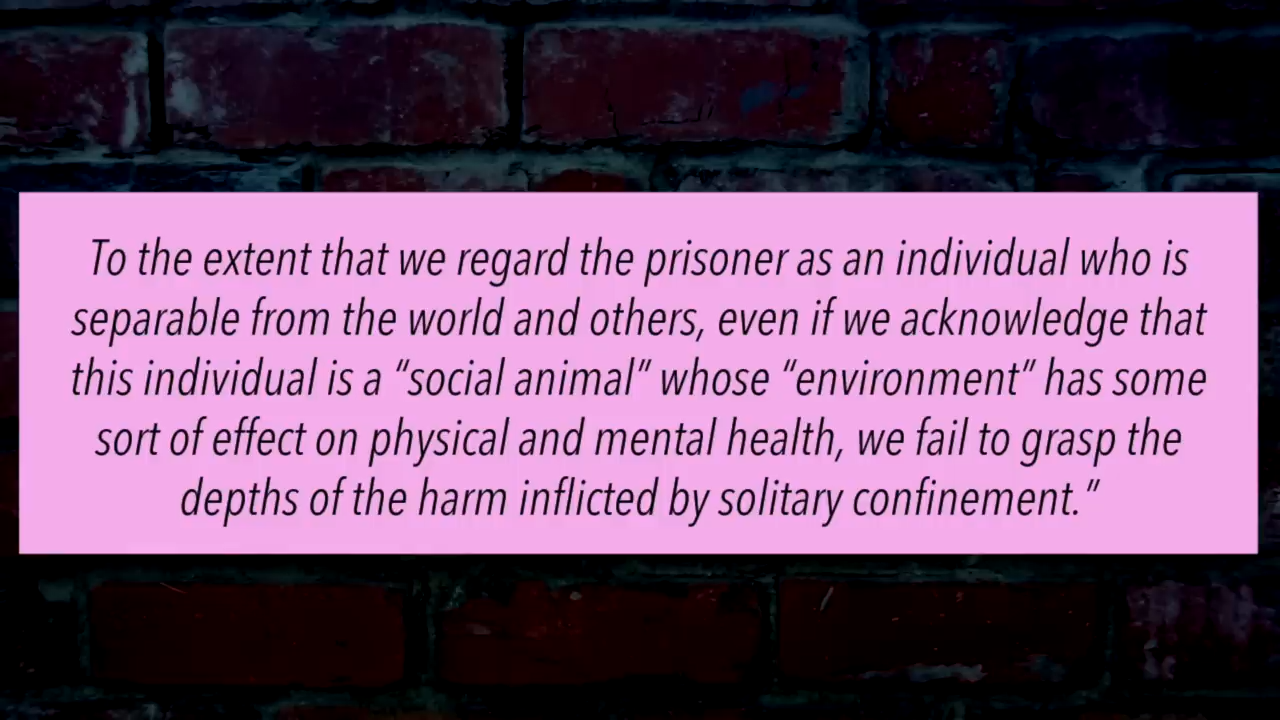 To the extent that we regard the prisoner as an individual who is
separable from the world and others, even if we acknowledge that
this individual is a “social animal” whose “environment” has some
sort of effect on physical and mental health, we fail to grasp the
depths of the harm inflicted by solitary confinement.”